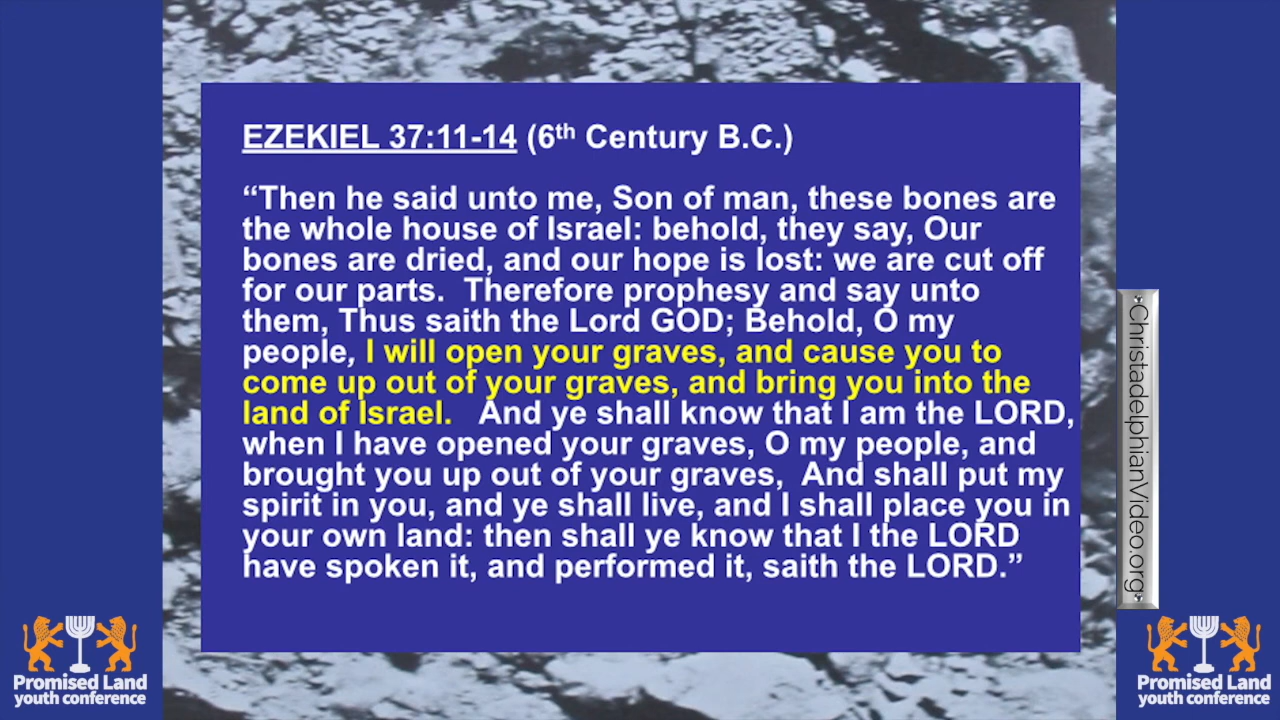 EZEKIEL 37:11-14 (6th Century B.C.)
“Then he said unto me, Son of man, these bones are
the whole house of Israel: behold, they say, Our
bones are dried, and our hope is lost: we are cut off
for our parts.  Therefore prophesy and say unto
them, Thus saith the Lord GOD; Behold, O my
people, I will open your graves, and cause you to
come up out of your graves, and bring you into the
land of Israel.   And ye shall know that I am the LORD,
when I have opened your graves, O my people, and
brought you up out of your graves,  And shall put my
spirit in you, and ye shall live, and I shall place you in
your own land: then shall ye know that I the LORD
have spoken it, and performed it, saith the LORD.”
ChristadelphianVideo.org
Promised Land
youth conference
Promised Land
youth conference